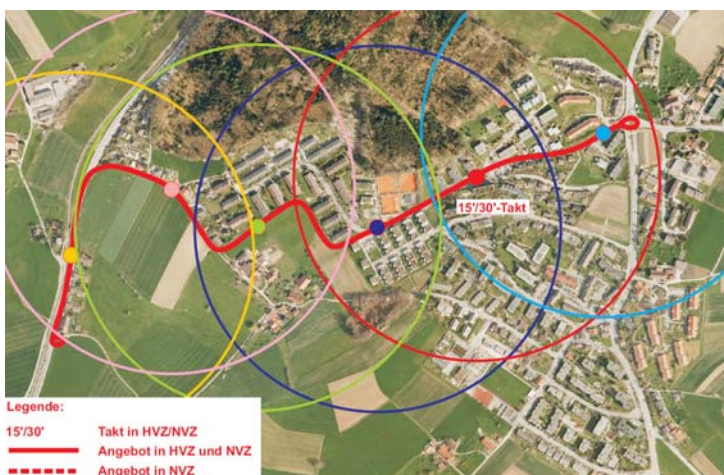 15'/30'-Takt
Legende:
15'/30' Takt in HVZ/NVZ
Angebot in HVZ und NVZ
Angebot in NVZ